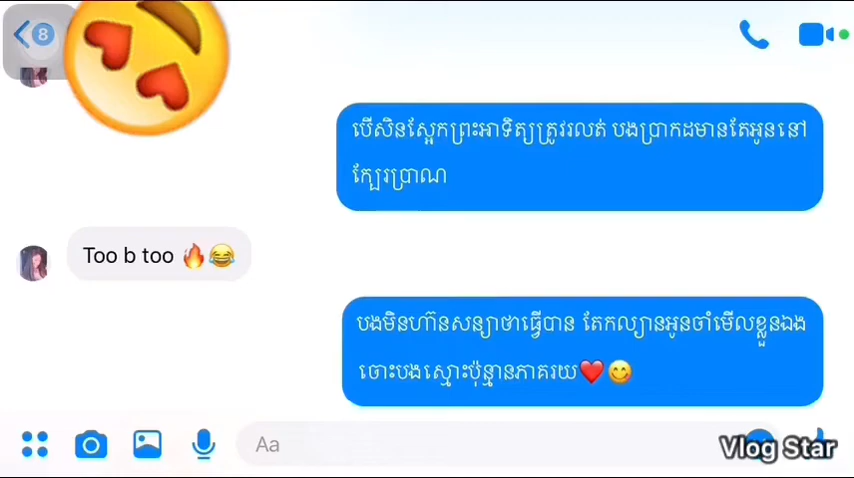 8
បើសិនស្អែកព្រះអាទិត្យត្រូវរលត់ បងប្រាកដមានតែអូននៅ
ក្បែរប្រាណ
Too b too 🔥😂
បងមិនហ៊ានសន្យាថាធ្វើបាន តែកល្យានអូនចាំមើលខ្លួនឯង
ចោះបងស្មោះប៉ុន្មានភាគរយ❤️😋
Aa
Vlog Star